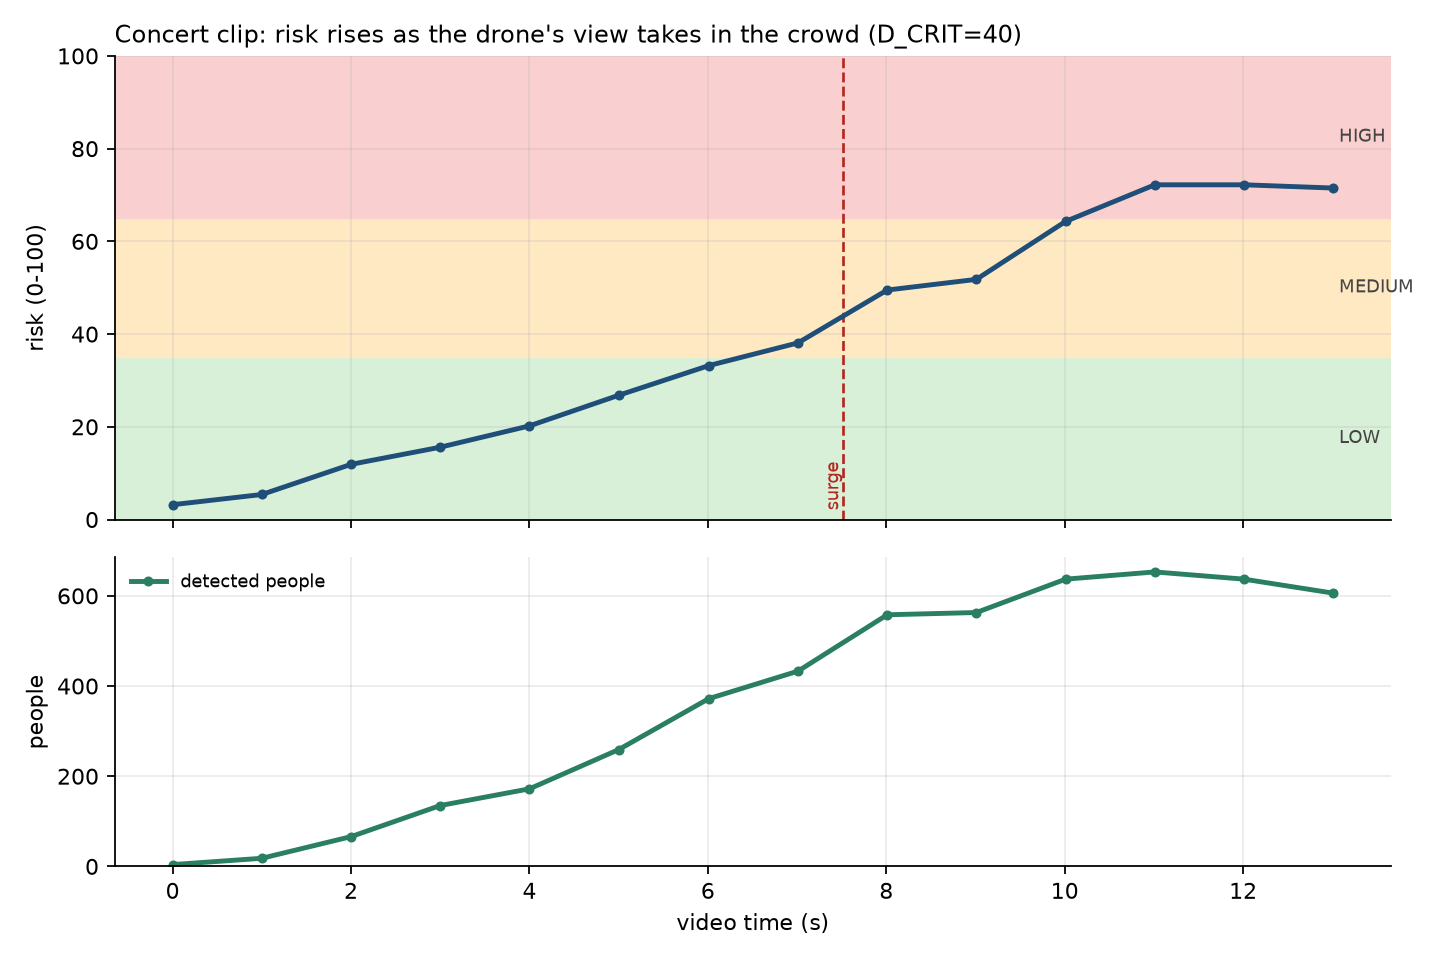 Concert clip: risk rises as the drone's view takes in the crowd (D_CRIT=40)
100
80
60
40
20
0
risk (0-100)
HIGH
MEDIUM
LOW
surge
detected people
600
400
200
0
people
0 2 4 6 8 10 12
video time (s)